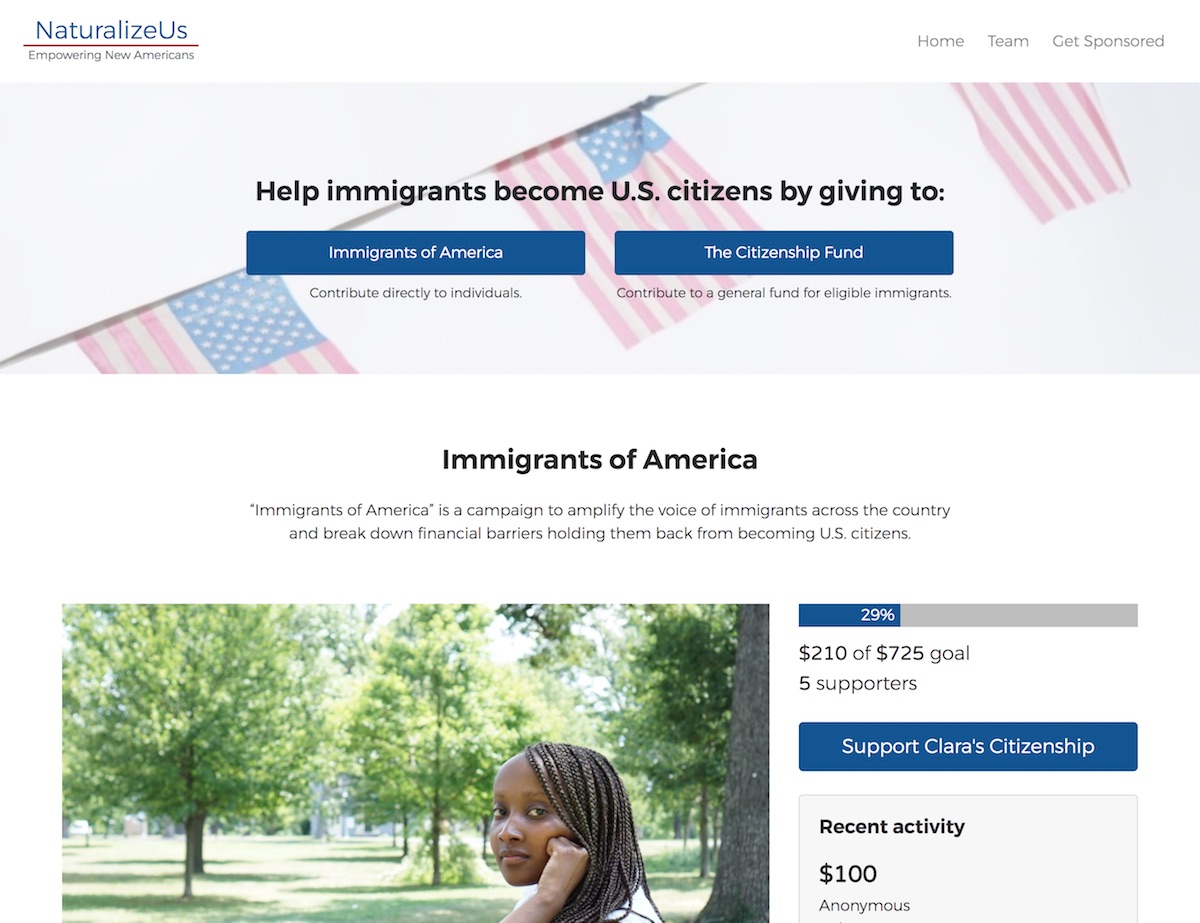 NaturalizeUs
Empowering New Americans
Home
Team
Get Sponsored
Help immigrants become U.S. citizens by giving to:
Immigrants of America
The Citizenship Fund
Contribute directly to individuals.
Contribute to a general fund for eligible immigrants.
Immigrants of America
“Immigrants of America” is a campaign to amplify the voice of immigrants across the country
and break down financial barriers holding them back from becoming U.S. citizens.
29%
$210 of $725 goal
5 supporters
Support Clara's Citizenship
Recent activity
$100
Anonymous